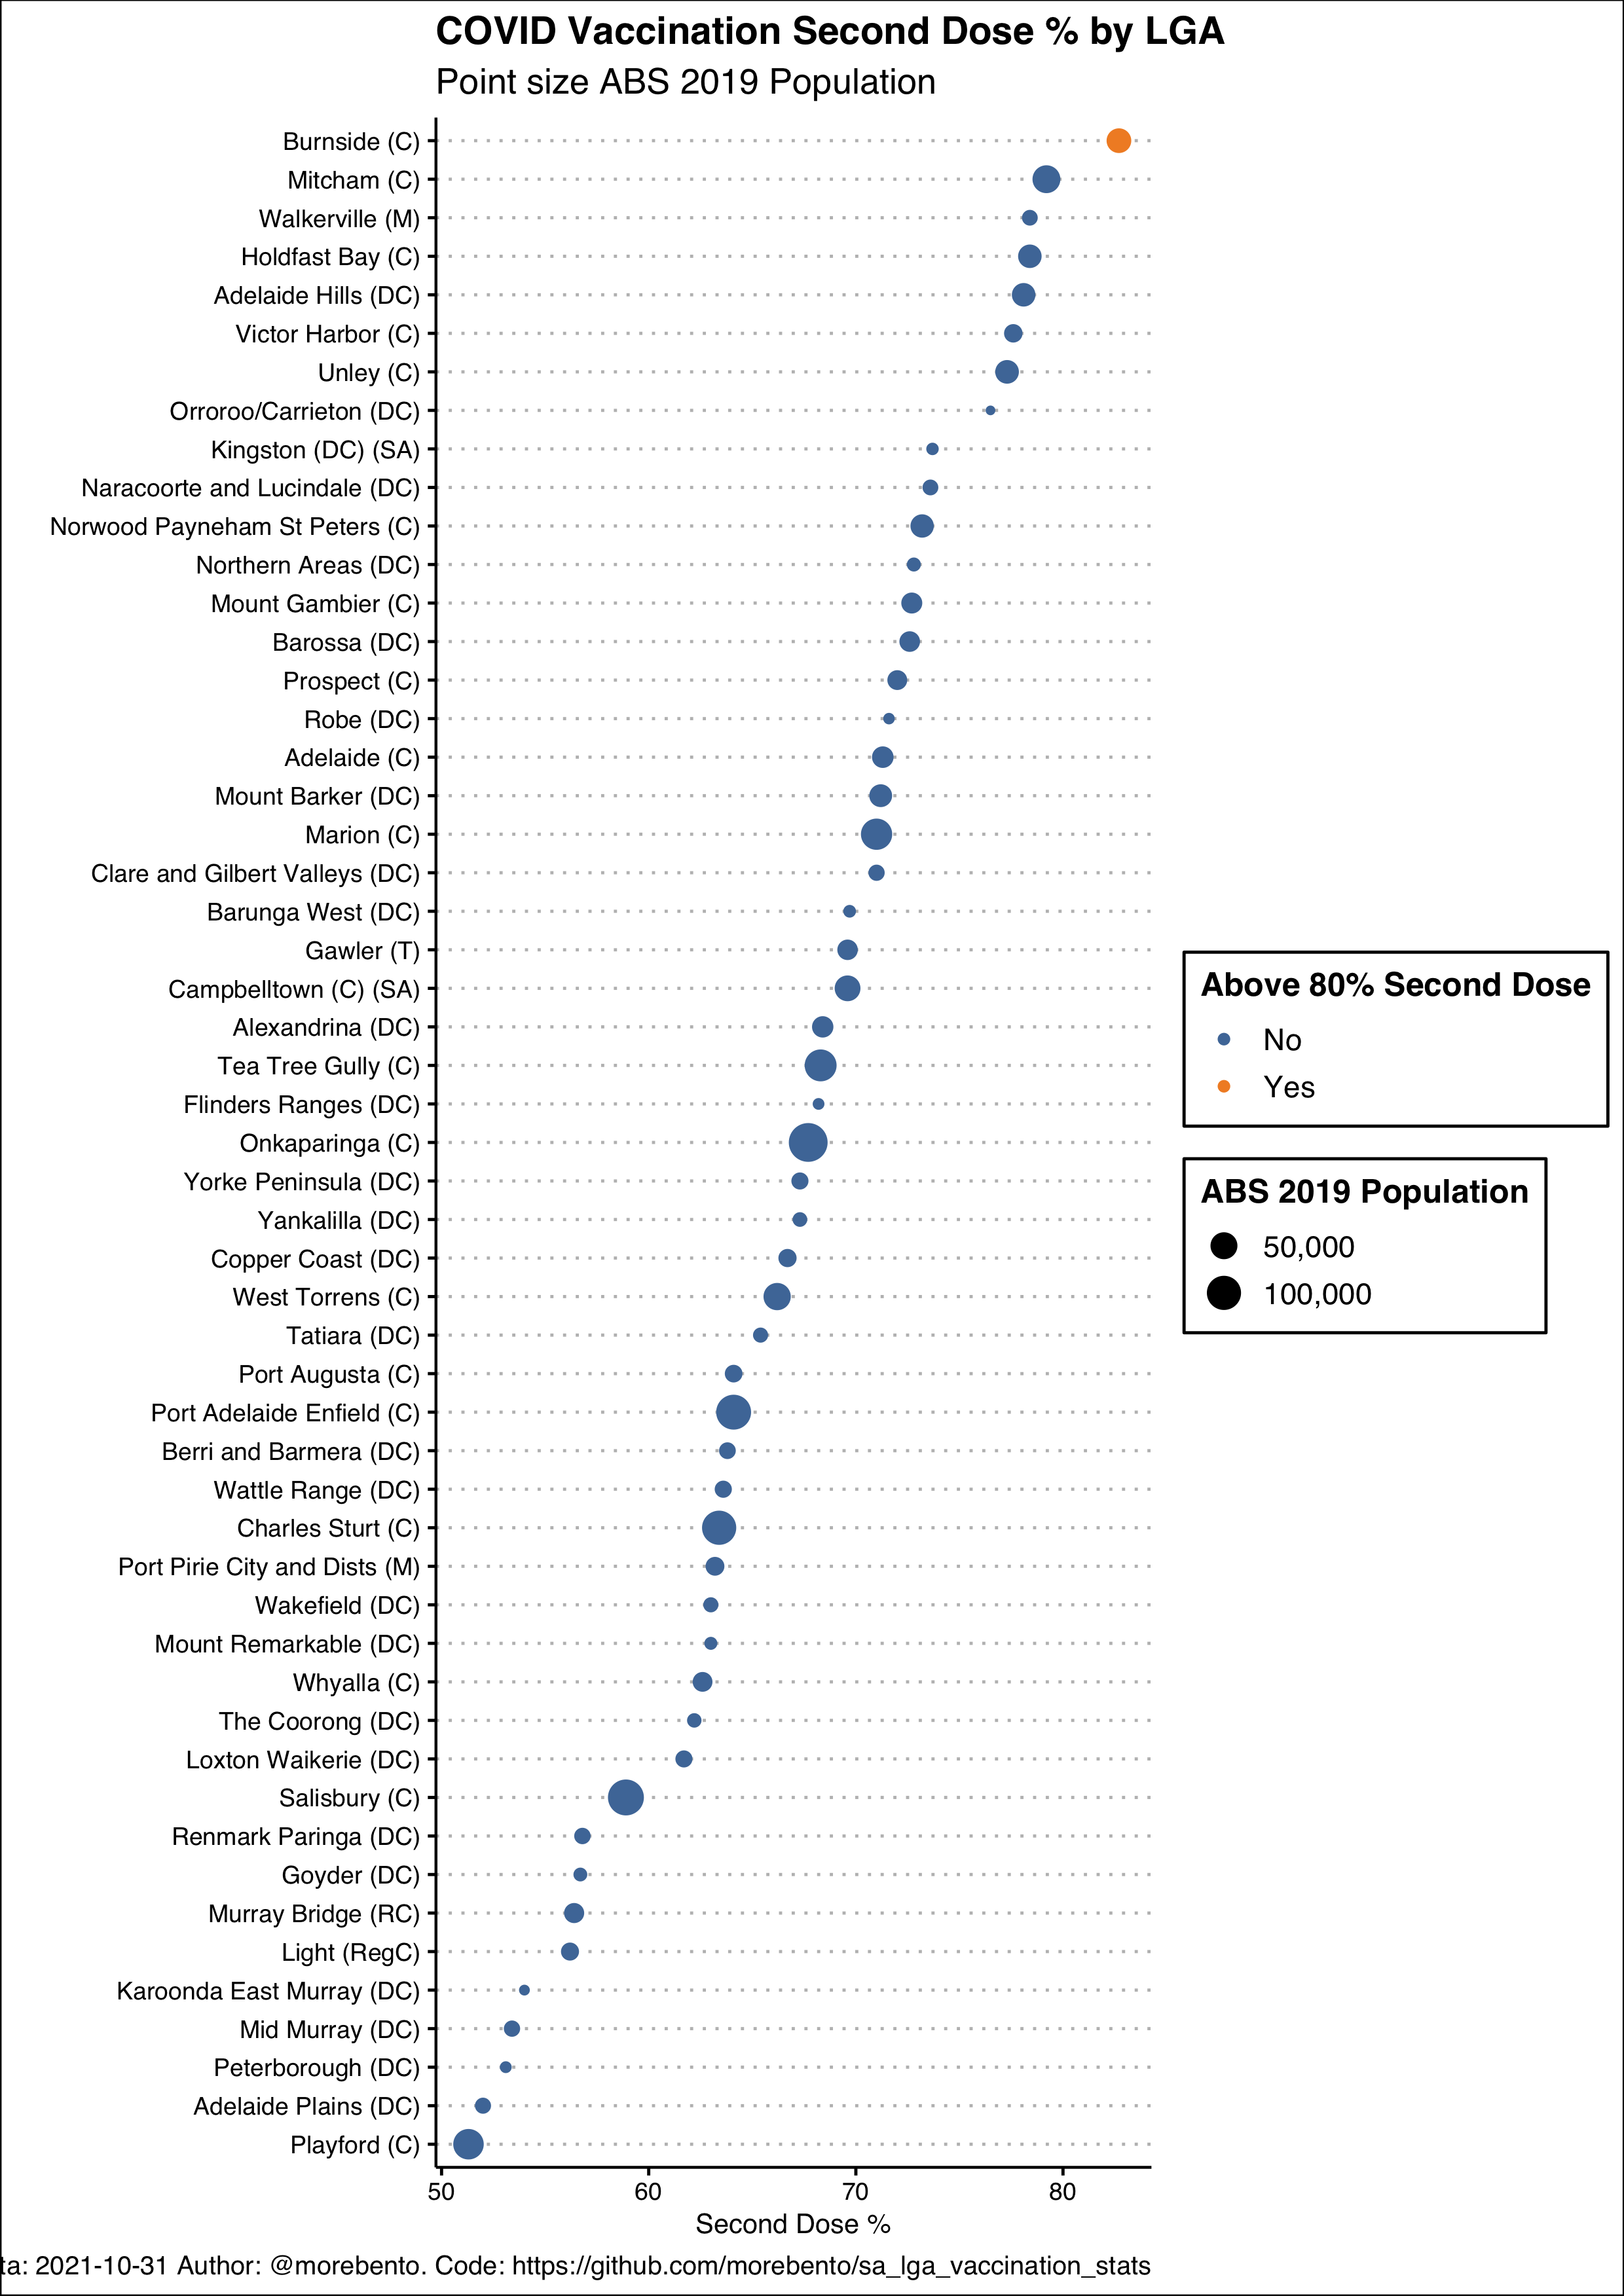 COVID Vaccination Second Dose % by LGA
Point size ABS 2019 Population
Burnside (C)
Mitcham (C)
Walkerville (M)
Holdfast Bay (C)
Adelaide Hills (DC)
Victor Harbor (C)
Unley (C)
Orroroo/Carrieton (DC)
Kingston (DC) (SA)
Naracoorte and Lucindale (DC)
Norwood Payneham St Peters (C)
Northern Areas (DC)
Mount Gambier (C)
Barossa (DC)
Prospect (C)
Robe (DC)
Adelaide (C)
Mount Barker (DC)
Marion (C)
Clare and Gilbert Valleys (DC)
Barunga West (DC)
Gawler (T)
Campbelltown (C) (SA)
Alexandrina (DC)
Tea Tree Gully (C)
Flinders Ranges (DC)
Onkaparinga (C)
Yorke Peninsula (DC)
Yankalilla (DC)
Copper Coast (DC)
West Torrens (C)
Tatiara (DC)
Port Augusta (C)
Port Adelaide Enfield (C)
Berri and Barmera (DC)
Wattle Range (DC)
Charles Sturt (C)
Port Pirie City and Dists (M)
Wakefield (DC)
Mount Remarkable (DC)
Whyalla (C)
The Coorong (DC)
Loxton Waikerie (DC)
Salisbury (C)
Renmark Paringa (DC)
Goyder (DC)
Murray Bridge (RC)
Light (RegC)
Karoonda East Murray (DC)
Mid Murray (DC)
Peterborough (DC)
Adelaide Plains (DC)
Playford (C)
50 60 70 80
Second Dose %
Above 80% Second Dose
No
Yes
ABS 2019 Population
50,000
100,000
ta: 2021-10-31 Author: @morebento. Code: https://github.com/morebento/sa_lga_vaccination_stats